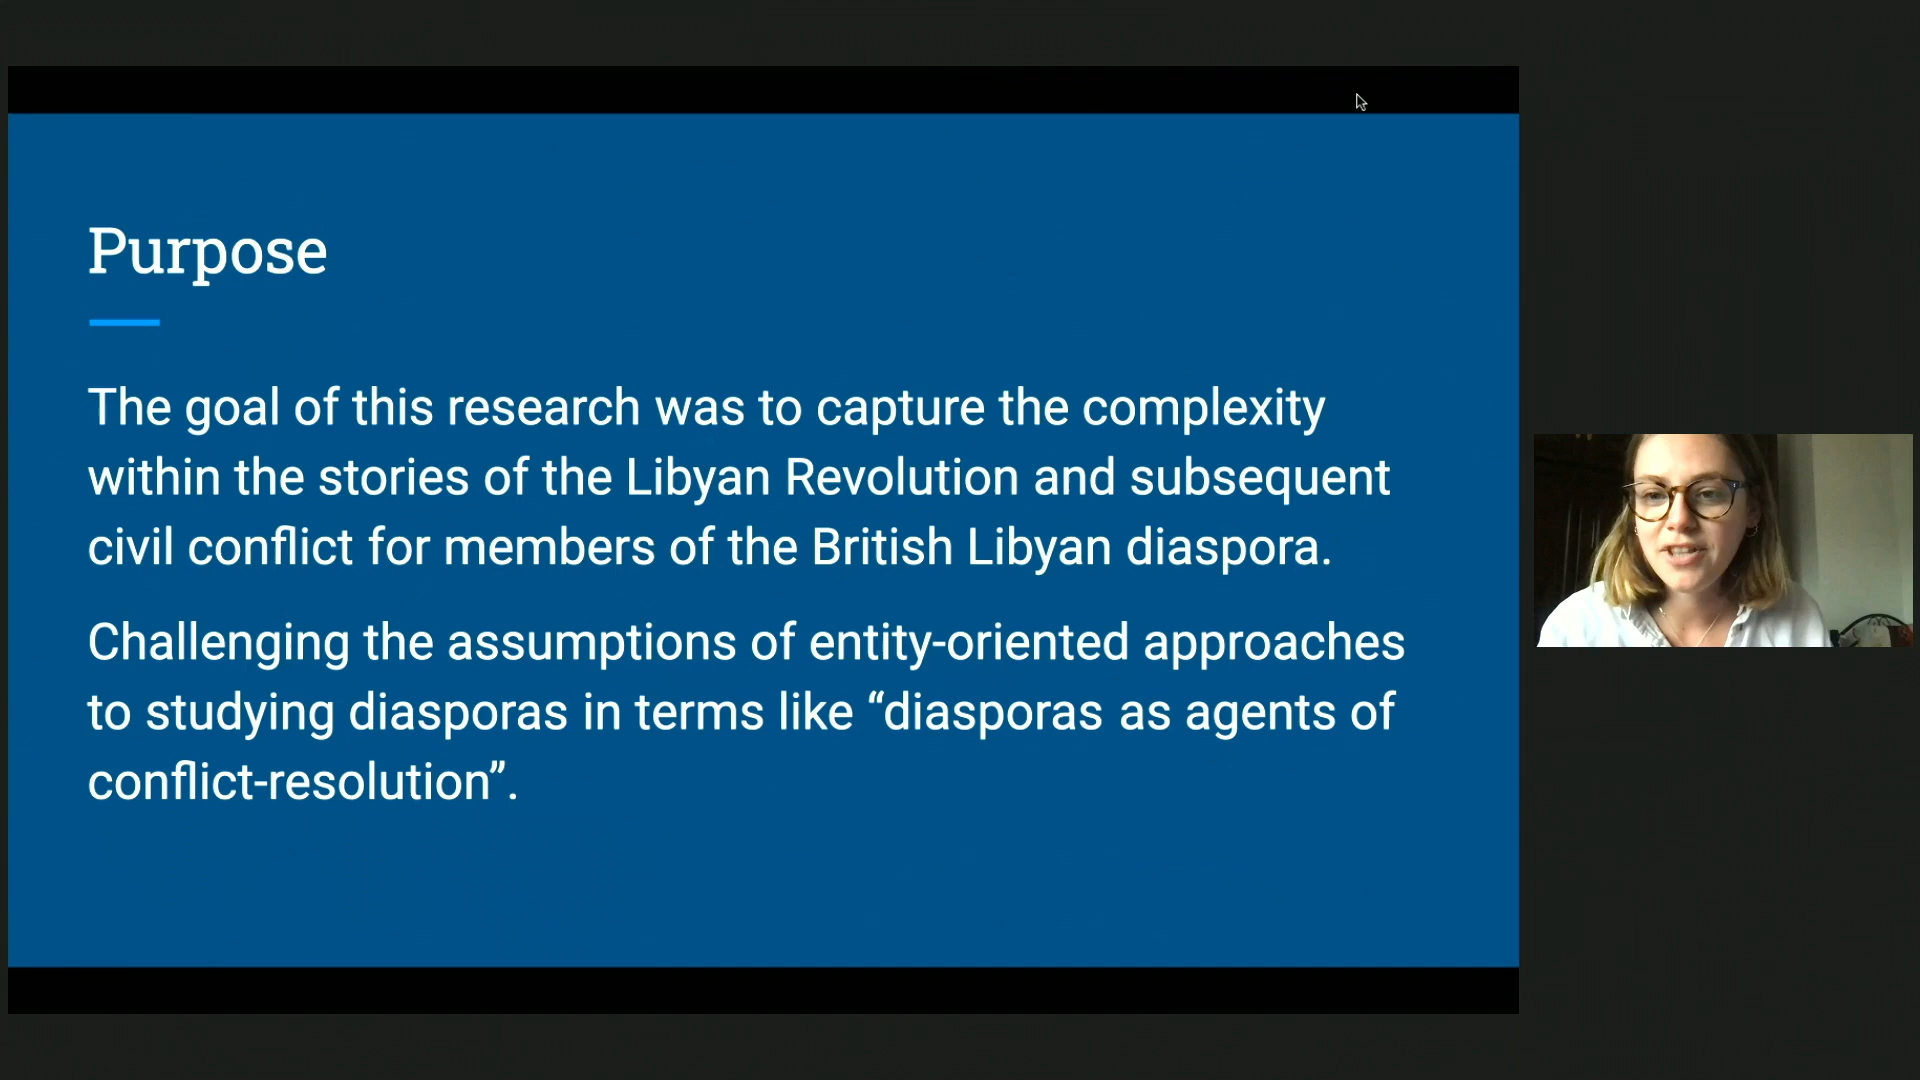 Purpose
The goal of this research was to capture the complexity
within the stories of the Libyan Revolution and subsequent
civil conflict for members of the British Libyan diaspora.
Challenging the assumptions of entity-oriented approaches
to studying diasporas in terms like “diasporas as agents of
conflict-resolution”.